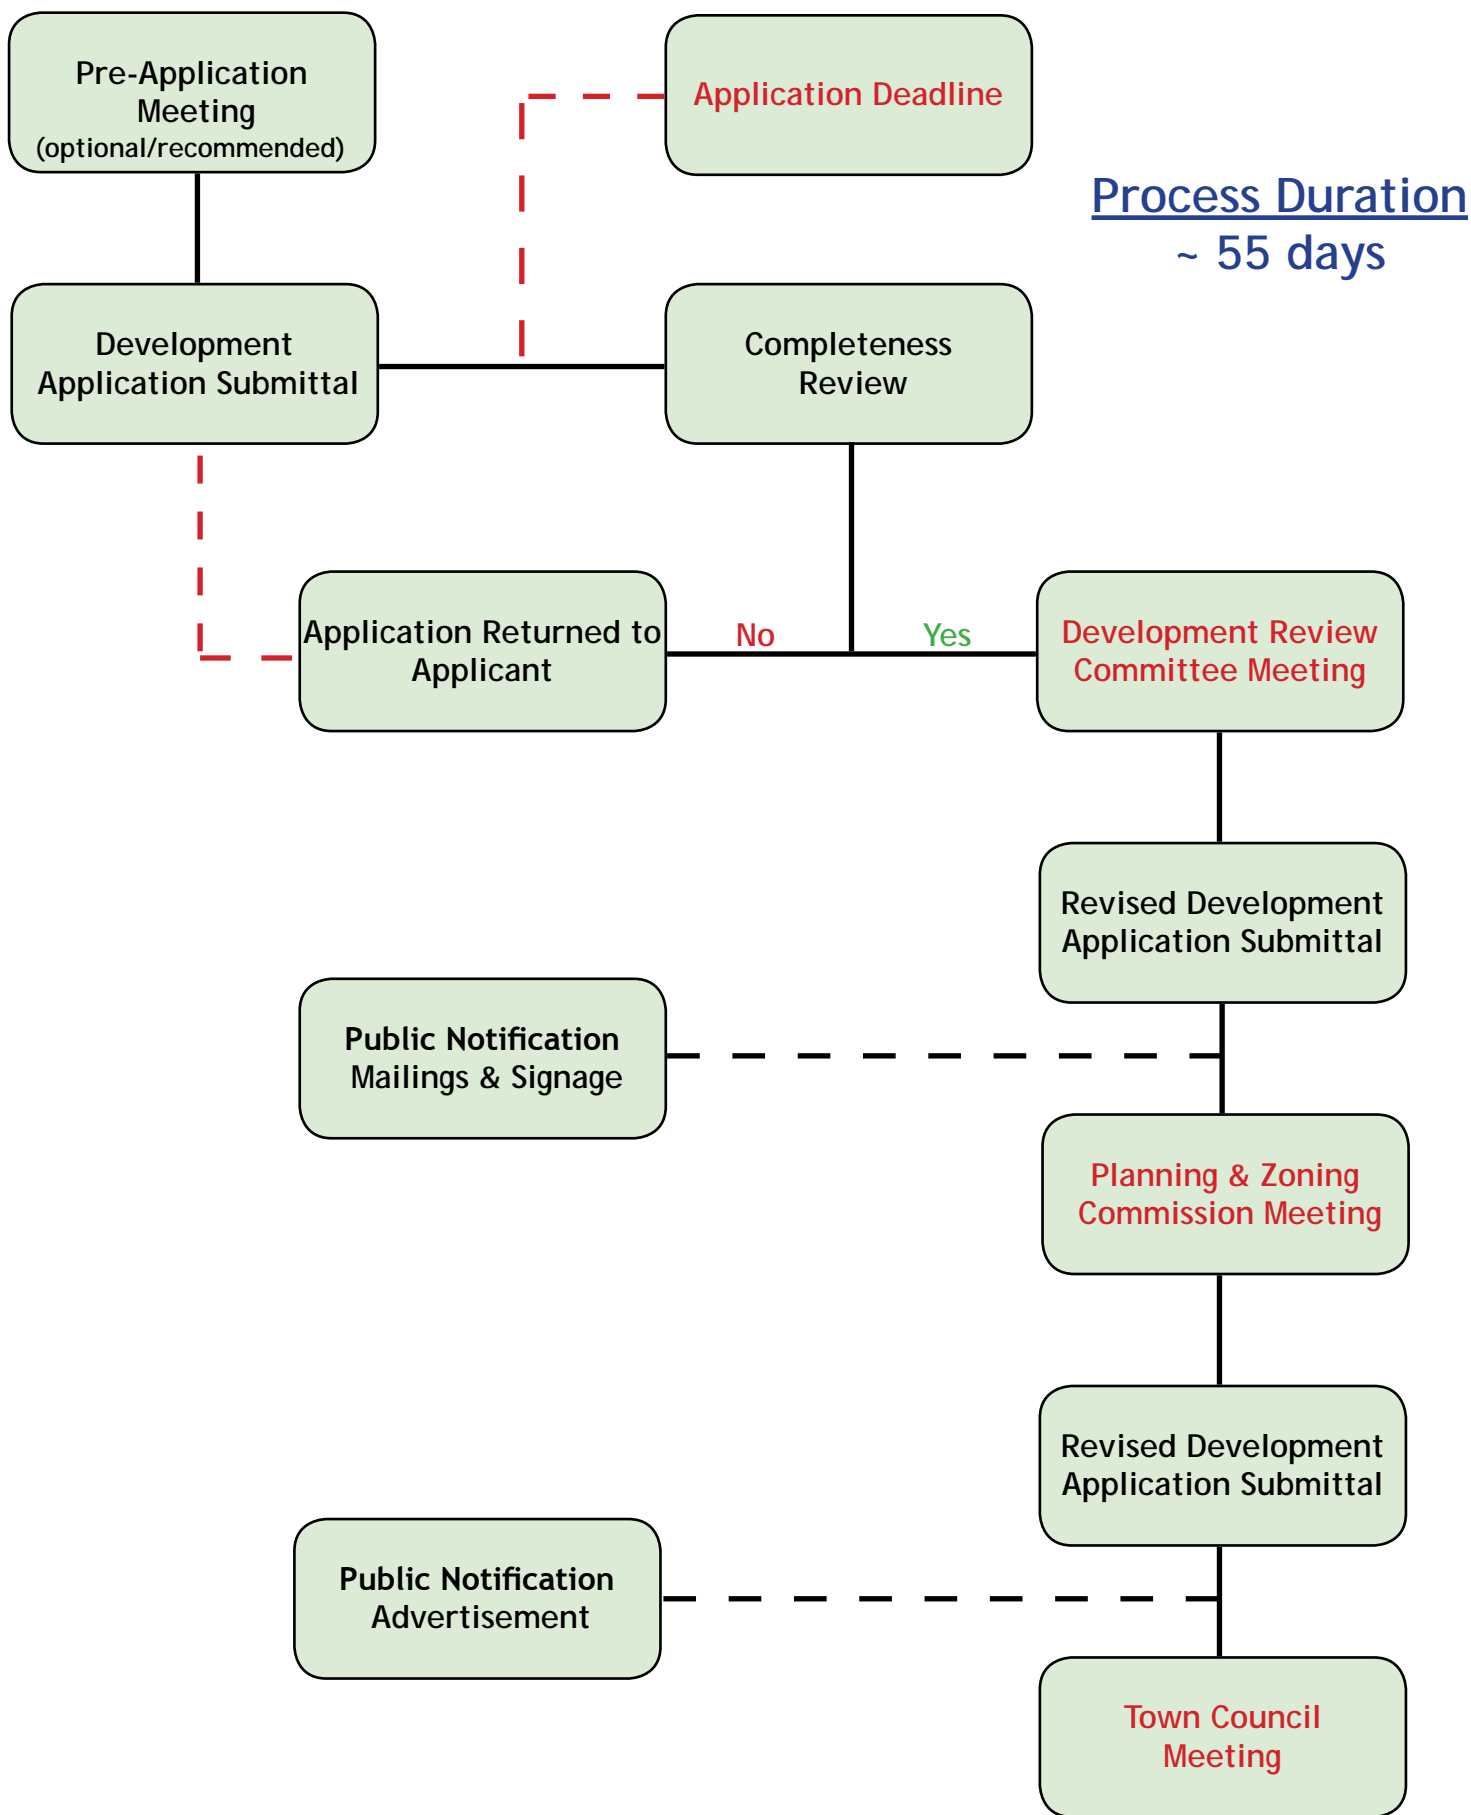 Pre-Application
Meeting
(optional/recommended)
Application Deadline
Process Duration
~ 55 days
Development
Application Submittal
Completeness
Review
Application Returned to
Applicant
No
Yes
Development Review
Committee Meeting
Revised Development
Application Submittal
Public Notification
Mailings & Signage
Planning & Zoning
Commission Meeting
Revised Development
Application Submittal
Public Notification
Advertisement
Town Council
Meeting